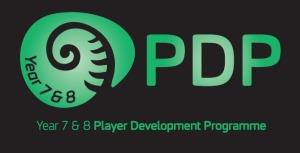 Year 7 & 8
PDP
Year 7 & 8 Player Development Programme